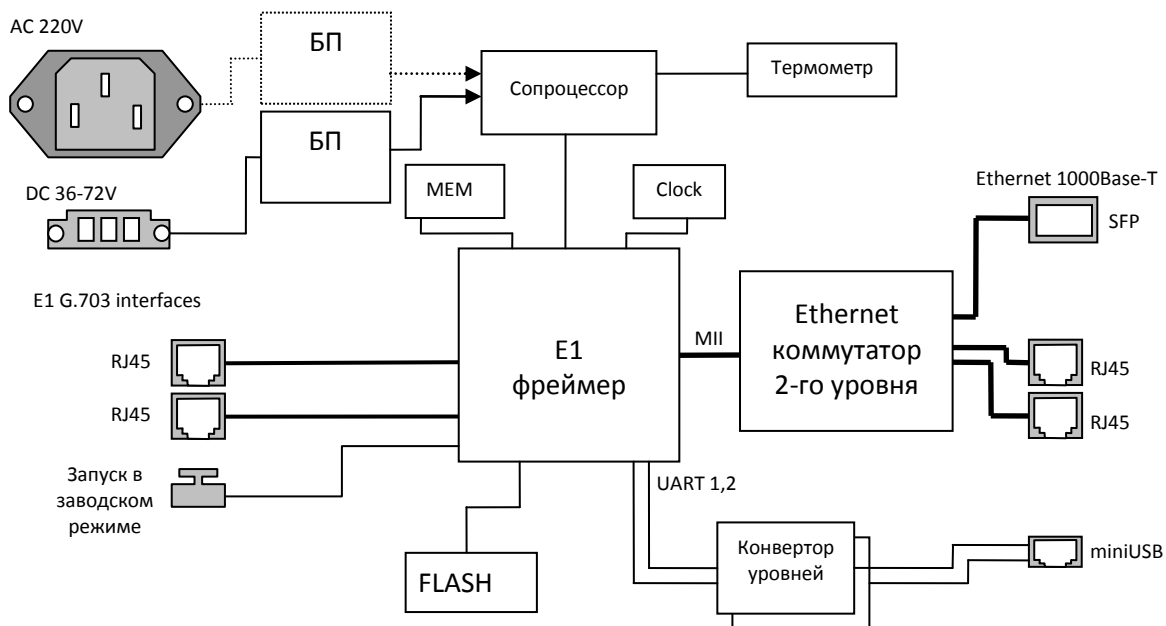 AC 220V
БП
Сопроцессор
Термометр
БП
DC 36-72V
MEM
Clock
Ethernet 1000Base-T
SFP
E1 G.703 interfaces
RJ45
RJ45
E1
фреймер
MII
Ethernet
коммутатор
2-го уровня
RJ45
RJ45
Запуск в
заводском
режиме
UART 1,2
FLASH
Конвертор
уровней
miniUSB